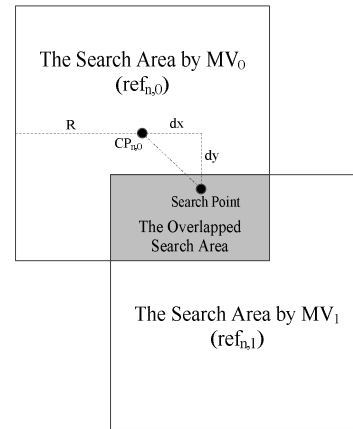 The Search Area by MV0
(refn,0)
R
dx
CPn,0
dy
Search Point
The Overlapped
Search Area
The Search Area by MV1
(refn,1)